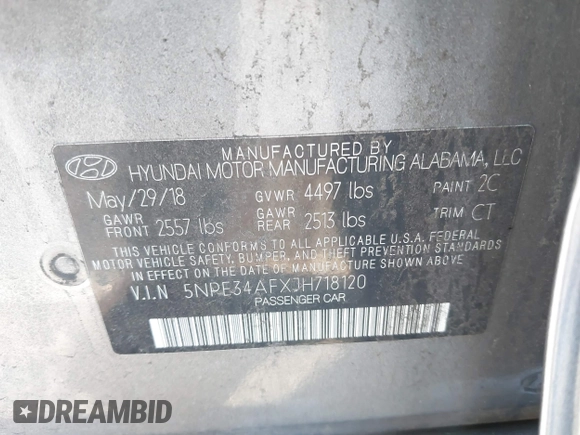 MANUFACTURED BY
HYUNDAI MOTOR MANUFACTURING ALABAMA, LLC
May/29/18 GVWR 4497 lbs PAINT 2C
GAWR FRONT 2557 lbs GAWR REAR 2513 lbs TRIM CT
THIS VEHICLE CONFORMS TO ALL APPLICABLE U.S.A. FEDERAL
MOTOR VEHICLE SAFETY, BUMPER, AND THEFT PREVENTION STANDARDS
IN EFFECT ON THE DATE OF MANUFACTURE SHOWN ABOVE.
V.I.N 5NPE34AFXJH718120
PASSENGER CAR
DREAMBID